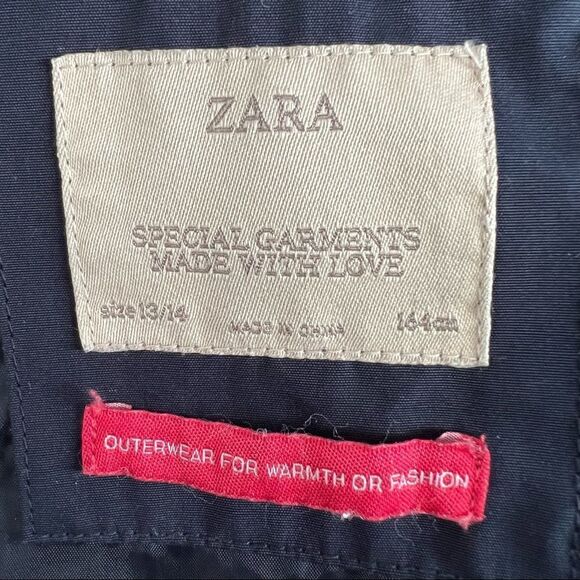 ZARA
SPECIAL GARMENTS
MADE WITH LOVE
size 13/14 MADE IN CHINA 164cm
OUTERWEAR FOR WARMTH OR FASHION